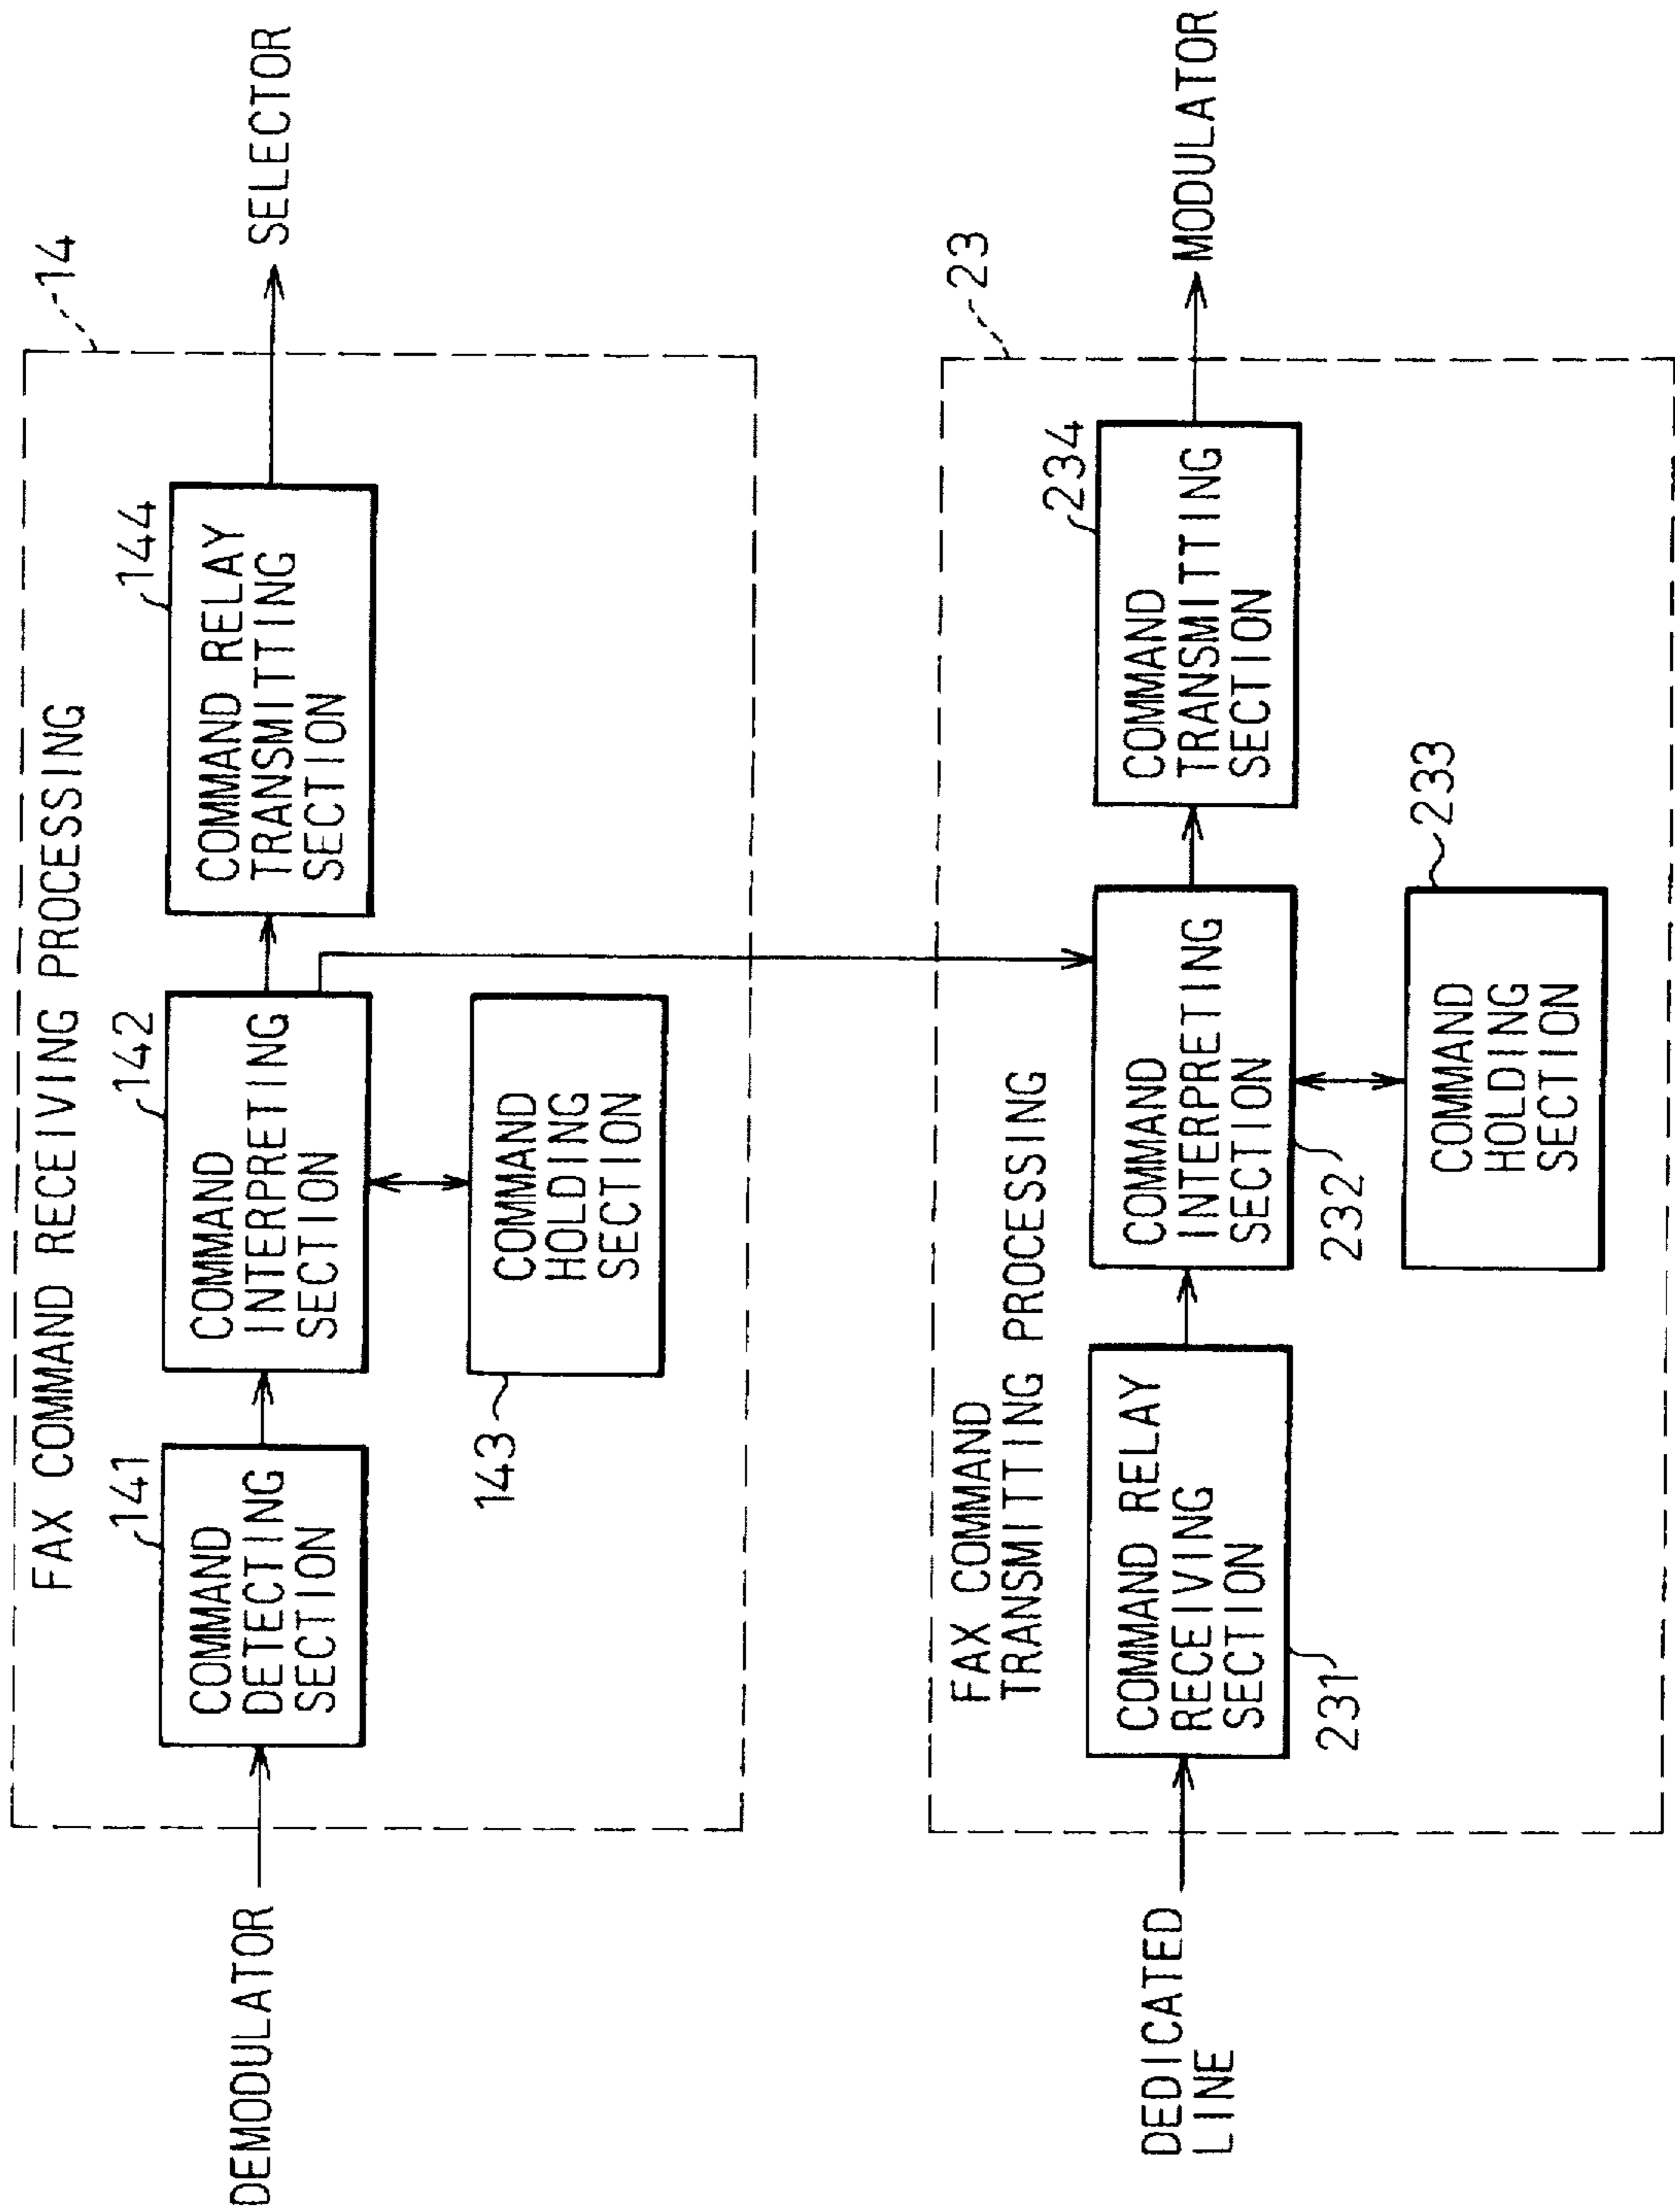 FAX COMMAND RECEIVING PROCESSING
14
DEMODULATOR
141
COMMAND
DETECTING
SECTION
142
COMMAND
INTERPRETING
SECTION
143
COMMAND
HOLDING
SECTION
144
COMMAND RELAY
TRANSMITTING
SECTION
SELECTOR
FAX COMMAND
TRANSMITTING PROCESSING
23
DEDICATED
LINE
COMMAND RELAY
RECEIVING
SECTION
231
COMMAND
INTERPRETING
SECTION
232
233
COMMAND
HOLDING
SECTION
234
COMMAND
TRANSMITTING
SECTION
MODULATOR